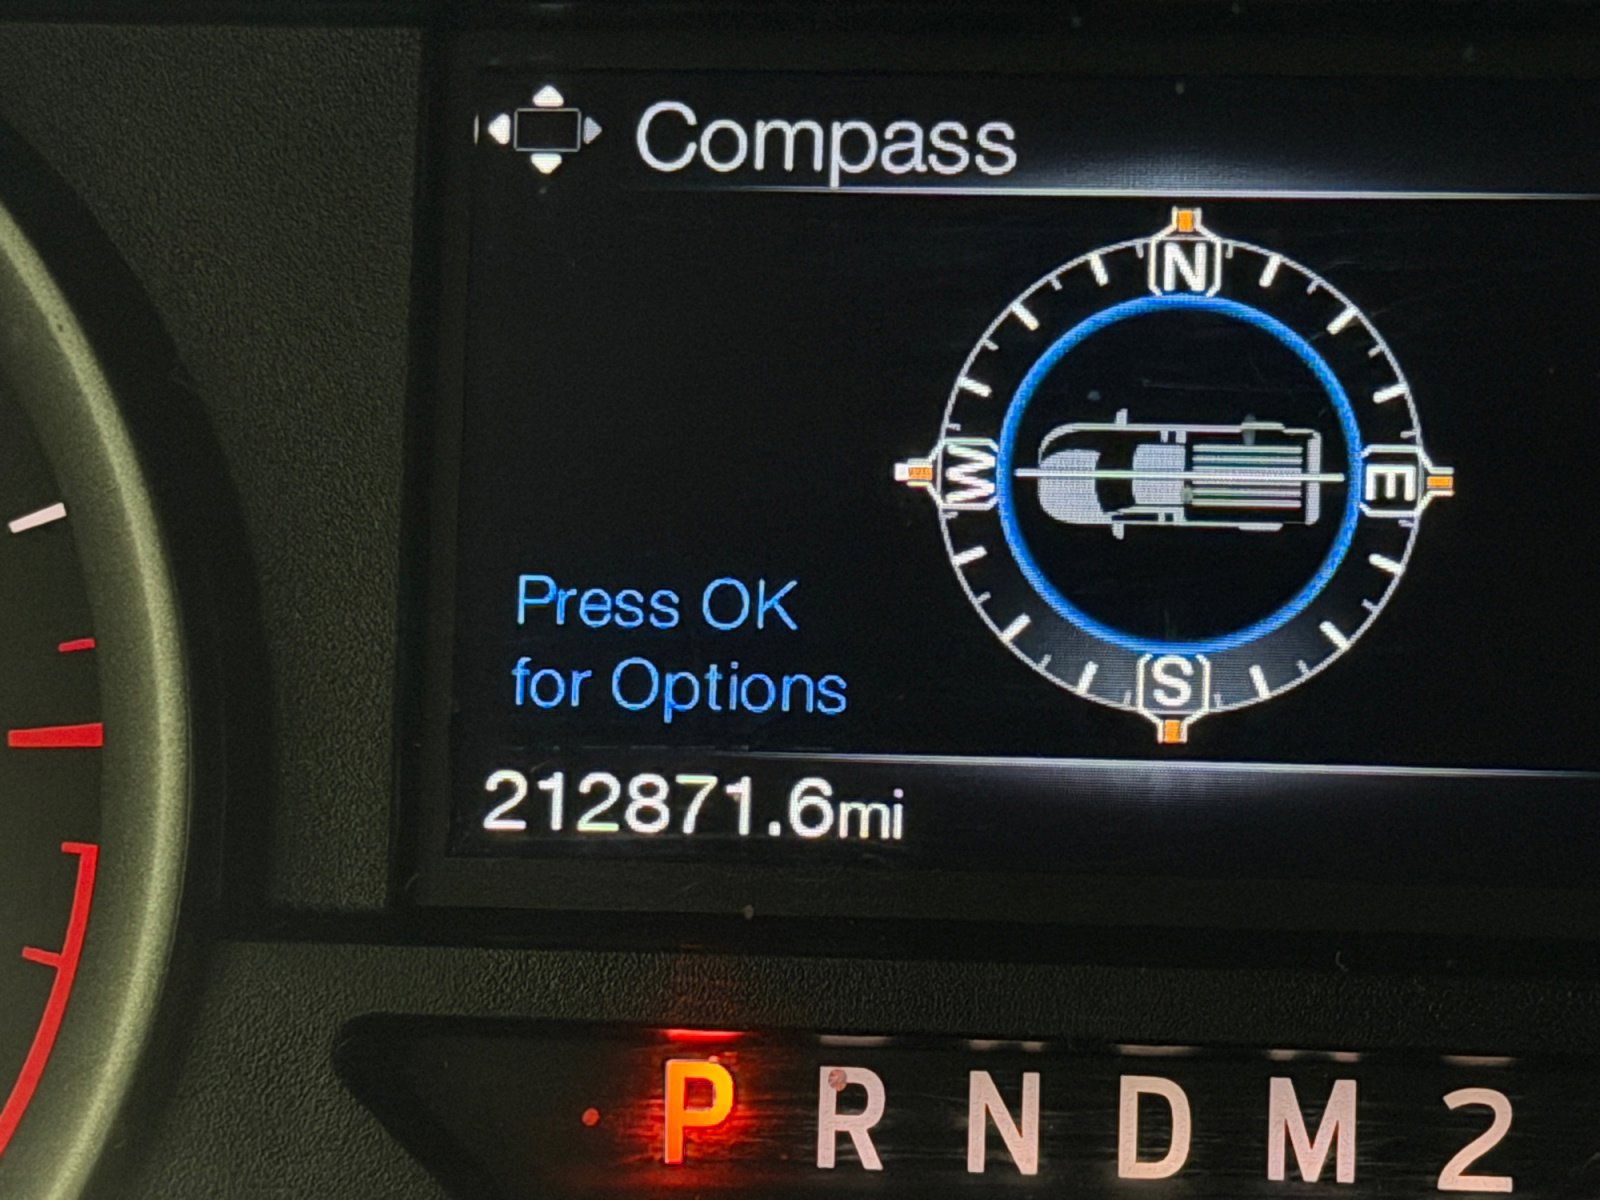 Compass
N
W
E
S
Press OK
for Options
212871.6mi
P R N D M 2